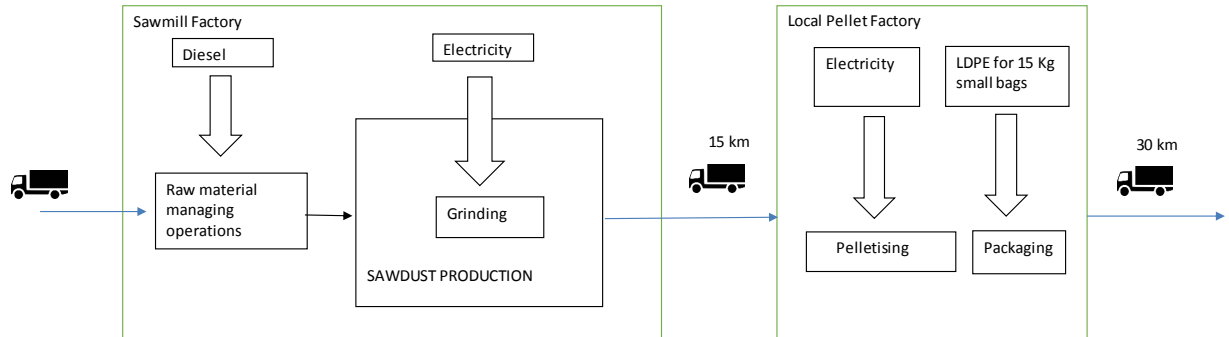 Sawmill Factory
Diesel
Electricity
Raw material
managing
operations
Grinding
SAWDUST PRODUCTION
15 km
Local Pellet Factory
Electricity
LDPE for 15 Kg
small bags
Pelletising
Packaging
30 km